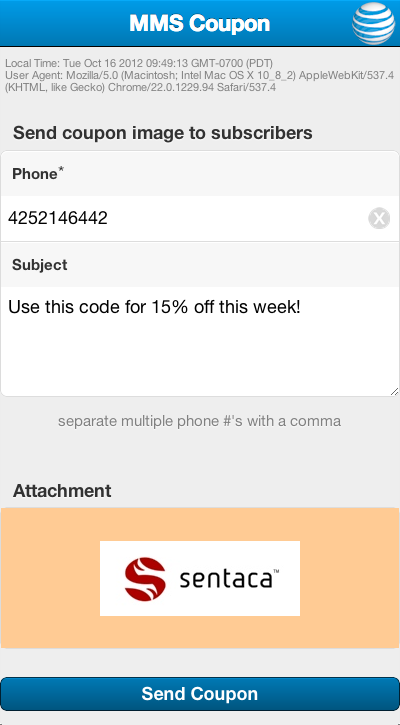 MMS Coupon
Local Time: Tue Oct 16 2012 09:49:13 GMT-0700 (PDT)
User Agent: Mozilla/5.0 (Macintosh; Intel Mac OS X 10_8_2) AppleWebKit/537.4
(KHTML, like Gecko) Chrome/22.0.1229.94 Safari/537.4
Send coupon image to subscribers
Phone*
4252146442
Subject
Use this code for 15% off this week!
separate multiple phone #'s with a comma
Attachment
sentaca™
Send Coupon